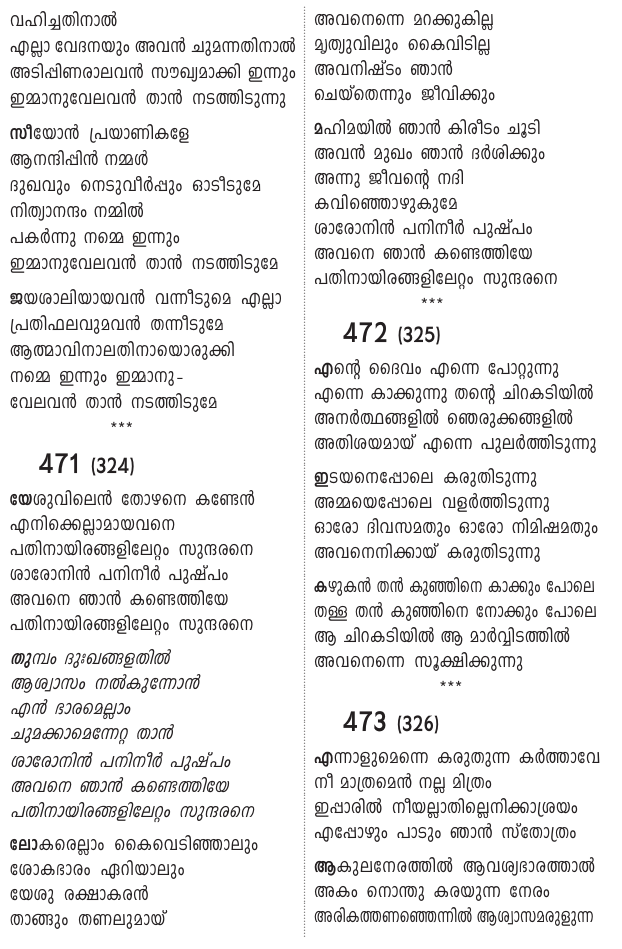 വഹിച്ചതിനാൽ
എല്ലാ വേദനയും അവൻ ചുമന്നതിനാൽ
അടിപ്പിണരാലവൻ സൗഖ്യമാക്കി ഇന്നും
ഇമ്മാനുവേലവൻ താൻ നടത്തിടുന്നു
സീയോൻ പ്രയാണികളേ
ആനന്ദിപ്പിൻ നമ്മൾ
ദുഖവും നെടുവീർപ്പും ഓടീടുമേ
നിത്യാനന്ദം നമ്മിൽ
പകർന്നു നമ്മെ ഇന്നും
ഇമ്മാനുവേലവൻ താൻ നടത്തിടുമേ
ജയശാലിയായവൻ വന്നീടുമെ എല്ലാ
പ്രതിഫലവുമവൻ തന്നീടുമേ
ആത്മാവിനാലതിനായൊരുക്കി
നമ്മെ ഇന്നും ഇമ്മാനു-
വേലവൻ താൻ നടത്തിടുമേ
***
471 (324)
യേശുവിലെൻ തോഴനെ കണ്ടേൻ
എനിക്കെല്ലാമായവനെ
പതിനായിരങ്ങളിലേറ്റം സുന്ദരനെ
ശാരോനിൻ പനിനീർ പുഷ്പം
അവനെ ഞാൻ കണ്ടെത്തിയേ
പതിനായിരങ്ങളിലേറ്റം സുന്ദരനെ
തുമ്പം ദുഃഖങ്ങളതിൽ
ആശ്വാസം നൽകുന്നോൻ
എൻ ഭാരമെല്ലാം
ചുമക്കാമെന്നേറ്റ താൻ
ശാരോനിൻ പനിനീർ പുഷ്പം
അവനെ ഞാൻ കണ്ടെത്തിയേ
പതിനായിരങ്ങളിലേറ്റം സുന്ദരനെ
ലോകരെല്ലാം കൈവെടിഞ്ഞാലും
ശോകഭാരം ഏറിയാലും
യേശു രക്ഷാകരൻ
താങ്ങും തണലുമായ്
അവനെന്നെ മറക്കുകില്ല
മൃത്യുവിലും കൈവിടില്ല
അവനിഷ്ടം ഞാൻ
ചെയ്തെന്നും ജീവിക്കും
മഹിമയിൽ ഞാൻ കിരീടം ചൂടി
അവൻ മുഖം ഞാൻ ദർശിക്കും
അന്നു ജീവന്റെ നദി
കവിഞ്ഞൊഴുകുമേ
ശാരോനിൻ പനിനീർ പുഷ്പം
അവനെ ഞാൻ കണ്ടെത്തിയേ
പതിനായിരങ്ങളിലേറ്റം സുന്ദരനെ
***
472 (325)
എന്റെ ദൈവം എന്നെ പോറ്റുന്നു
എന്നെ കാക്കുന്നു തന്റെ ചിറകടിയിൽ
അനർത്ഥങ്ങളിൽ ഞെരുക്കങ്ങളിൽ
അതിശയമായ് എന്നെ പുലർത്തിടുന്നു
ഇടയനെപ്പോലെ കരുതിടുന്നു
അമ്മയെപ്പോലെ വളർത്തിടുന്നു
ഓരോ ദിവസമതും ഓരോ നിമിഷമതും
അവനെനിക്കായ് കരുതിടുന്നു
കഴുകൻ തൻ കുഞ്ഞിനെ കാക്കും പോലെ
തള്ള തൻ കുഞ്ഞിനെ നോക്കും പോലെ
ആ ചിറകടിയിൽ ആ മാർവ്വിടത്തിൽ
അവനെന്നെ സൂക്ഷിക്കുന്നു
***
473 (326)
എന്നാളുമെന്നെ കരുതുന്ന കർത്താവേ
നീ മാത്രമെൻ നല്ല മിത്രം
ഇപ്പാരിൽ നീയല്ലാതില്ലെനിക്കാശ്രയം
എപ്പോഴും പാടും ഞാൻ സ്തോത്രം
ആകുലനേരത്തിൽ ആവശ്യഭാരത്താൽ
അകം നൊന്തു കരയുന്ന നേരം
അരികത്തണഞ്ഞെന്നിൽ ആശ്വാസമരുളുന്ന